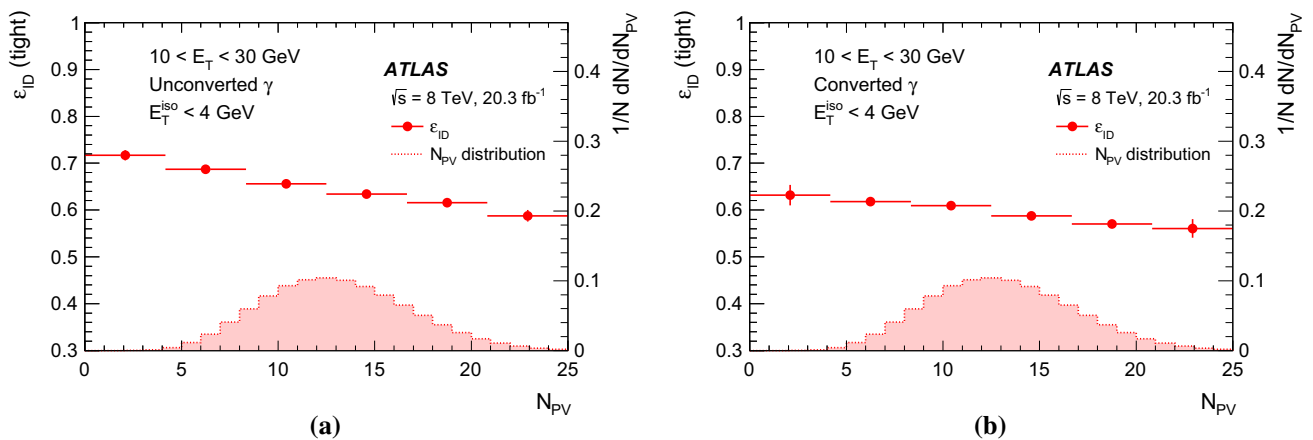 ε_ID (tight)
1
0.9
0.8
0.7
0.6
0.5
0.4
0.3
10 < E_T < 30 GeV
Unconverted γ
E_T^iso < 4 GeV
ATLAS
√s = 8 TeV, 20.3 fb⁻¹
ε_ID
N_PV distribution
0.4
0.3
0.2
0.1
0
1/N dN/dN_PV
0 5 10 15 20 25
N_PV
(a)
ε_ID (tight)
1
0.9
0.8
0.7
0.6
0.5
0.4
0.3
10 < E_T < 30 GeV
Converted γ
E_T^iso < 4 GeV
ATLAS
√s = 8 TeV, 20.3 fb⁻¹
ε_ID
N_PV distribution
0.4
0.3
0.2
0.1
0
1/N dN/dN_PV
0 5 10 15 20 25
N_PV
(b)